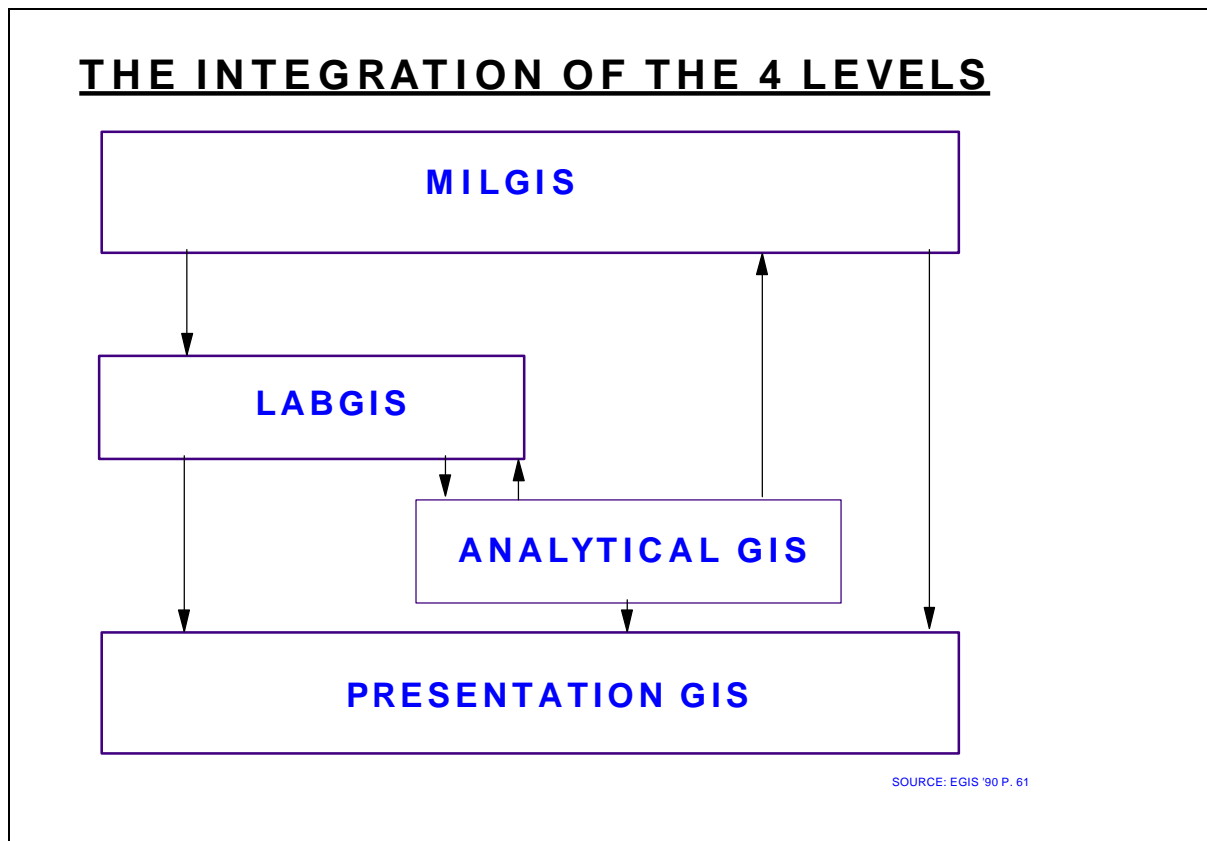 THE INTEGRATION OF THE 4 LEVELS
MILGIS
LABGIS
ANALYTICAL GIS
PRESENTATION GIS
SOURCE: EGIS '90 P. 61